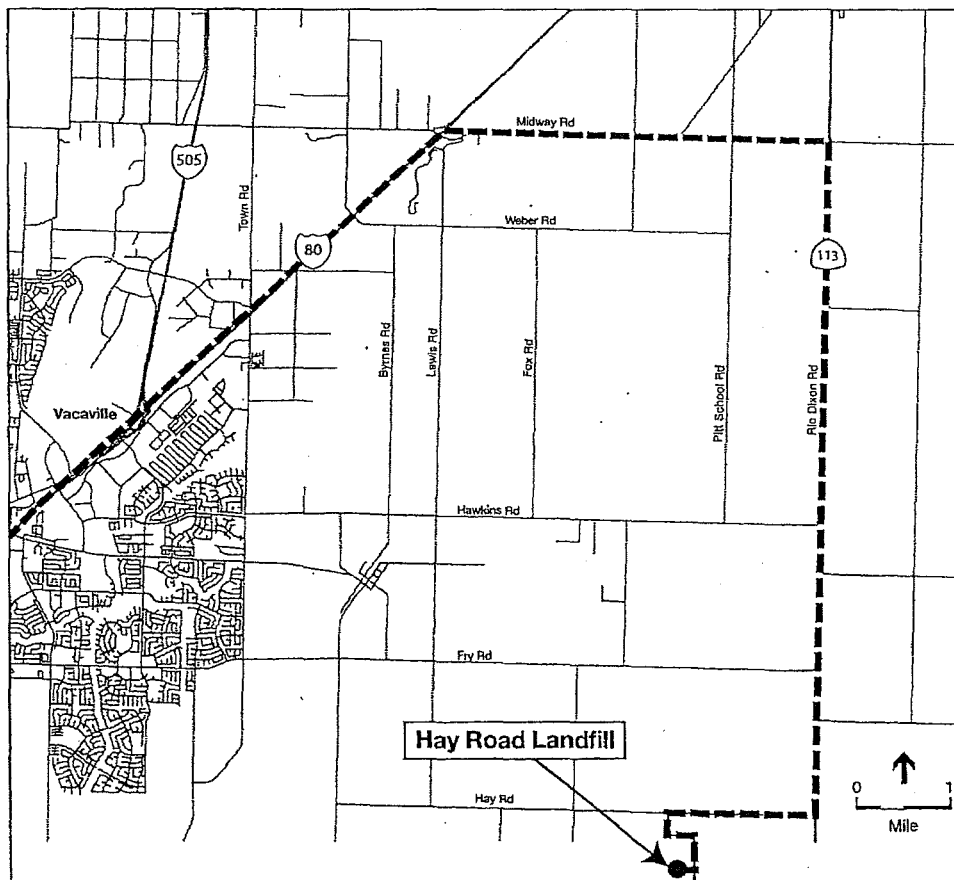 Midway Rd
505
Town Rd
Weber Rd
80
113
Byrnes Rd
Lewis Rd
Fox Rd
Pitt School Rd
Rio Dixon Rd
Vacaville
Hawkins Rd
Fry Rd
Hay Road Landfill
Hay Rd
0 1
Mile